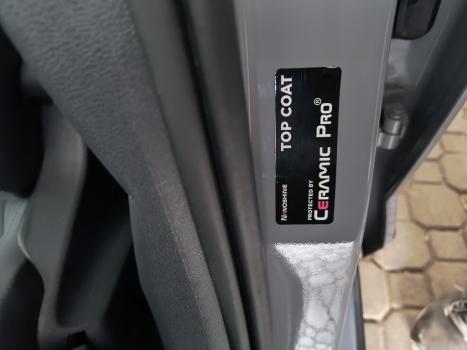 NANOSHINE
TOP COAT
PROTECTED BY
CERAMIC PRO®